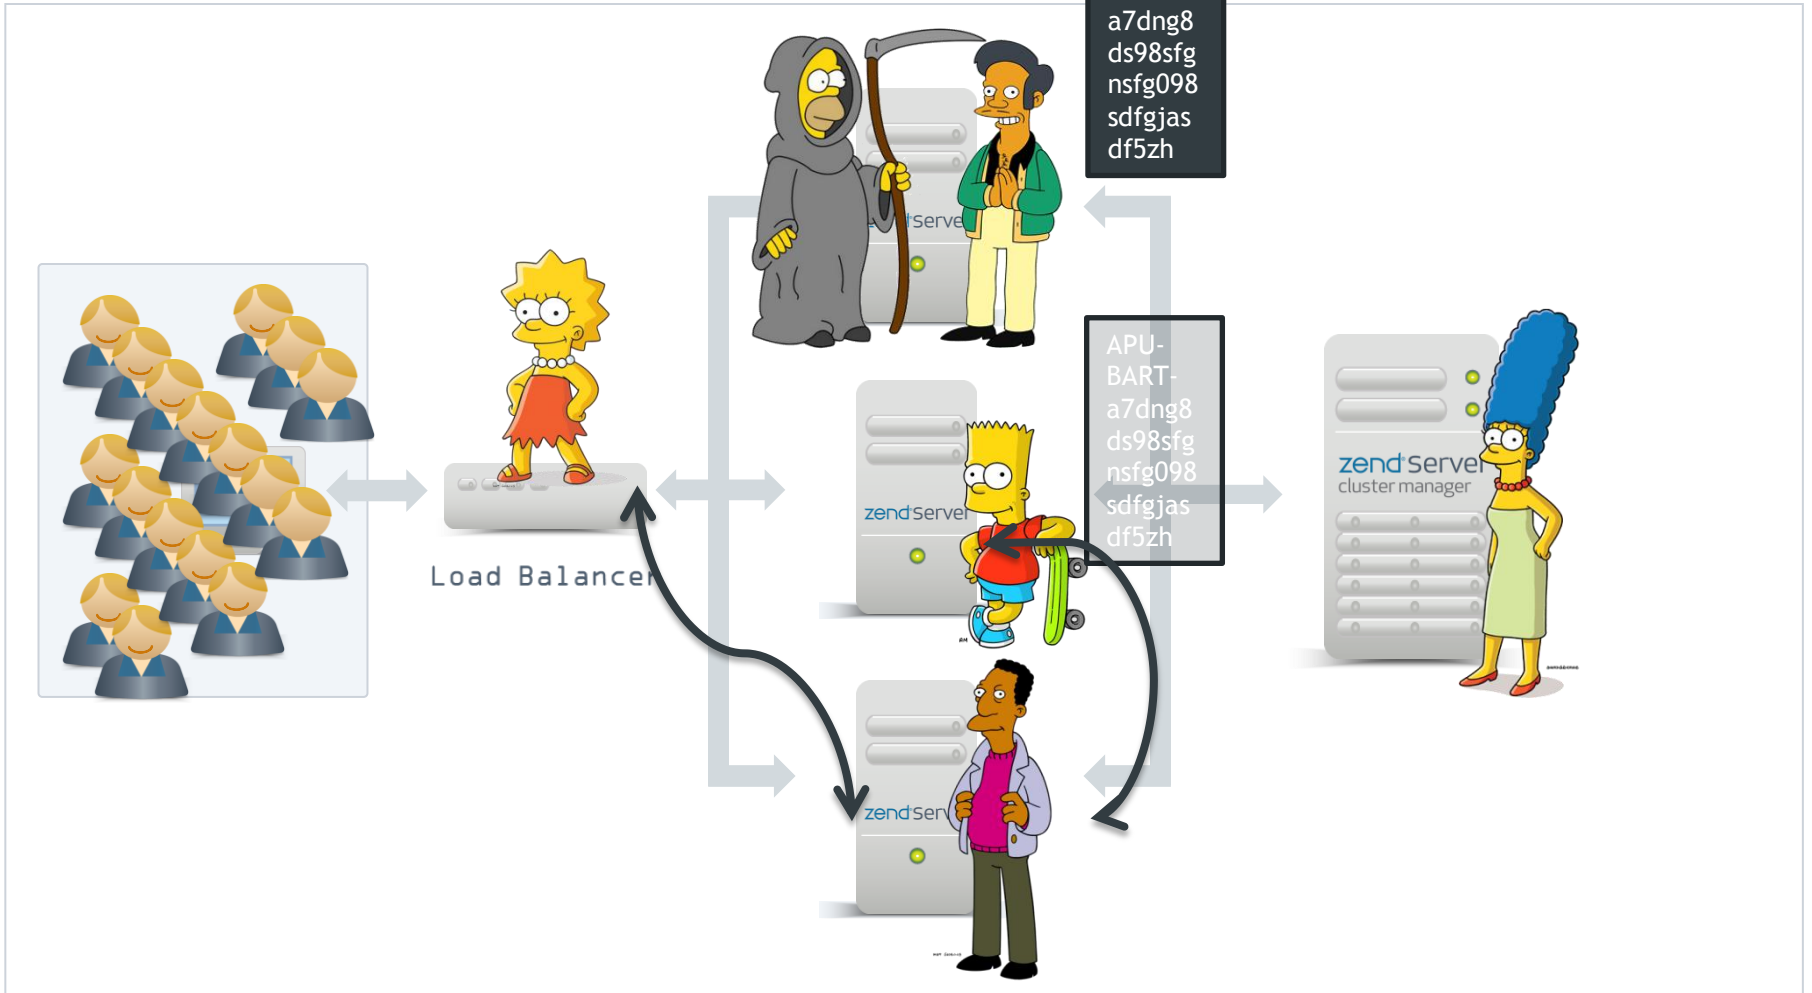 a7dng8
ds98sfg
nsfg098
sdfgjas
df5zh
Server
APU-
BART-
a7dng8
ds98sfg
nsfg098
sdfgjas
df5zh
zend Server
cluster manager
zend Server
Load Balancer
zend Serv